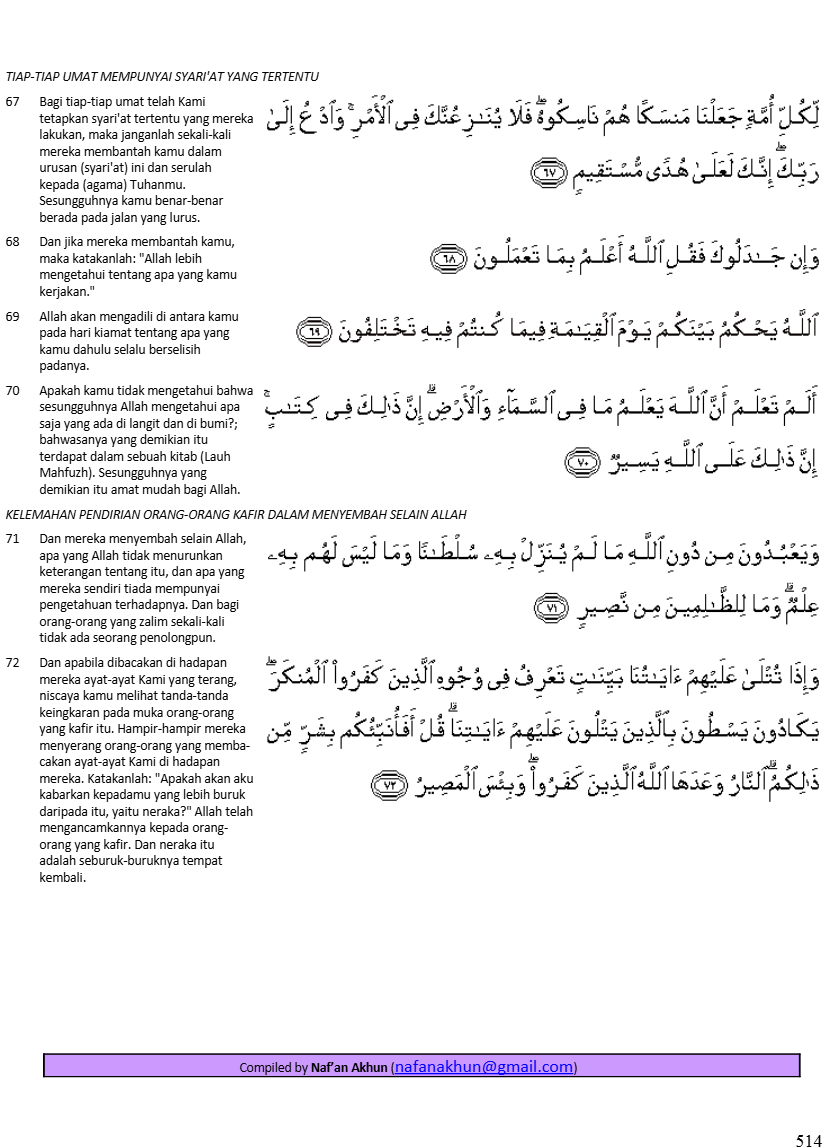 TIAP-TIAP UMAT MEMPUNYAI SYARI'AT YANG TERTENTU
67 Bagi tiap-tiap umat telah Kami
tetapkan syari'at tertentu yang mereka
lakukan, maka janganlah sekali-kali
mereka membantah kamu dalam
urusan (syari'at) ini dan serulah
kepada (agama) Tuhanmu.
Sesungguhnya kamu benar-benar
berada pada jalan yang lurus.
لِّكُلِّ أُمَّةٍ جَعَلْنَا مَنسَكًا هُمْ نَاسِكُوهُ ۖ فَلَا يُنَـٰزِعُنَّكَ فِى ٱلْأَمْرِ ۚ وَٱدْعُ إِلَىٰ
رَبِّكَ ۖ إِنَّكَ لَعَلَىٰ هُدًى مُّسْتَقِيمٍ ٦٧
68 Dan jika mereka membantah kamu,
maka katakanlah: "Allah lebih
mengetahui tentang apa yang kamu
kerjakan."
وَإِن جَـٰدَلُوكَ فَقُلِ ٱللَّهُ أَعْلَمُ بِمَا تَعْمَلُونَ ٦٨
69 Allah akan mengadili di antara kamu
pada hari kiamat tentang apa yang
kamu dahulu selalu berselisih
padanya.
ٱللَّهُ يَحْكُمُ بَيْنَكُمْ يَوْمَ ٱلْقِيَـٰمَةِ فِيمَا كُنتُمْ فِيهِ تَخْتَلِفُونَ ٦٩
70 Apakah kamu tidak mengetahui bahwa
sesungguhnya Allah mengetahui apa
saja yang ada di langit dan di bumi?;
bahwasanya yang demikian itu
terdapat dalam sebuah kitab (Lauh
Mahfuzh). Sesungguhnya yang
demikian itu amat mudah bagi Allah.
أَلَمْ تَعْلَمْ أَنَّ ٱللَّهَ يَعْلَمُ مَا فِى ٱلسَّمَآءِ وَٱلْأَرْضِ ۗ إِنَّ ذَٰلِكَ فِى كِتَـٰبٍ ۚ
إِنَّ ذَٰلِكَ عَلَى ٱللَّهِ يَسِيرٌ ٧٠
KELEMAHAN PENDIRIAN ORANG-ORANG KAFIR DALAM MENYEMBAH SELAIN ALLAH
71 Dan mereka menyembah selain Allah,
apa yang Allah tidak menurunkan
keterangan tentang itu, dan apa yang
mereka sendiri tiada mempunyai
pengetahuan terhadapnya. Dan bagi
orang-orang yang zalim sekali-kali
tidak ada seorang penolongpun.
وَيَعْبُدُونَ مِن دُونِ ٱللَّهِ مَا لَمْ يُنَزِّلْ بِهِۦ سُلْطَـٰنًا وَمَا لَيْسَ لَهُم بِهِۦ
عِلْمٌ ۗ وَمَا لِلظَّـٰلِمِينَ مِن نَّصِيرٍ ٧١
72 Dan apabila dibacakan di hadapan
mereka ayat-ayat Kami yang terang,
niscaya kamu melihat tanda-tanda
keingkaran pada muka orang-orang
yang kafir itu. Hampir-hampir mereka
menyerang orang-orang yang memba-
cakan ayat-ayat Kami di hadapan
mereka. Katakanlah: "Apakah akan aku
kabarkan kepadamu yang lebih buruk
daripada itu, yaitu neraka?" Allah telah
mengancamkannya kepada orang-
orang yang kafir. Dan neraka itu
adalah seburuk-buruknya tempat
kembali.
وَإِذَا تُتْلَىٰ عَلَيْهِمْ ءَايَـٰتُنَا بَيِّنَـٰتٍ تَعْرِفُ فِى وُجُوهِ ٱلَّذِينَ كَفَرُوا۟ ٱلْمُنكَرَ ۖ
يَكَادُونَ يَسْطُونَ بِٱلَّذِينَ يَتْلُونَ عَلَيْهِمْ ءَايَـٰتِنَا ۗ قُلْ أَفَأُنَبِّئُكُم بِشَرٍّ مِّن
ذَٰلِكُمُ ۗ ٱلنَّارُ وَعَدَهَا ٱللَّهُ ٱلَّذِينَ كَفَرُوا۟ ۖ وَبِئْسَ ٱلْمَصِيرُ ٧٢
Compiled by Naf'an Akhun (nafanakhun@gmail.com)
514